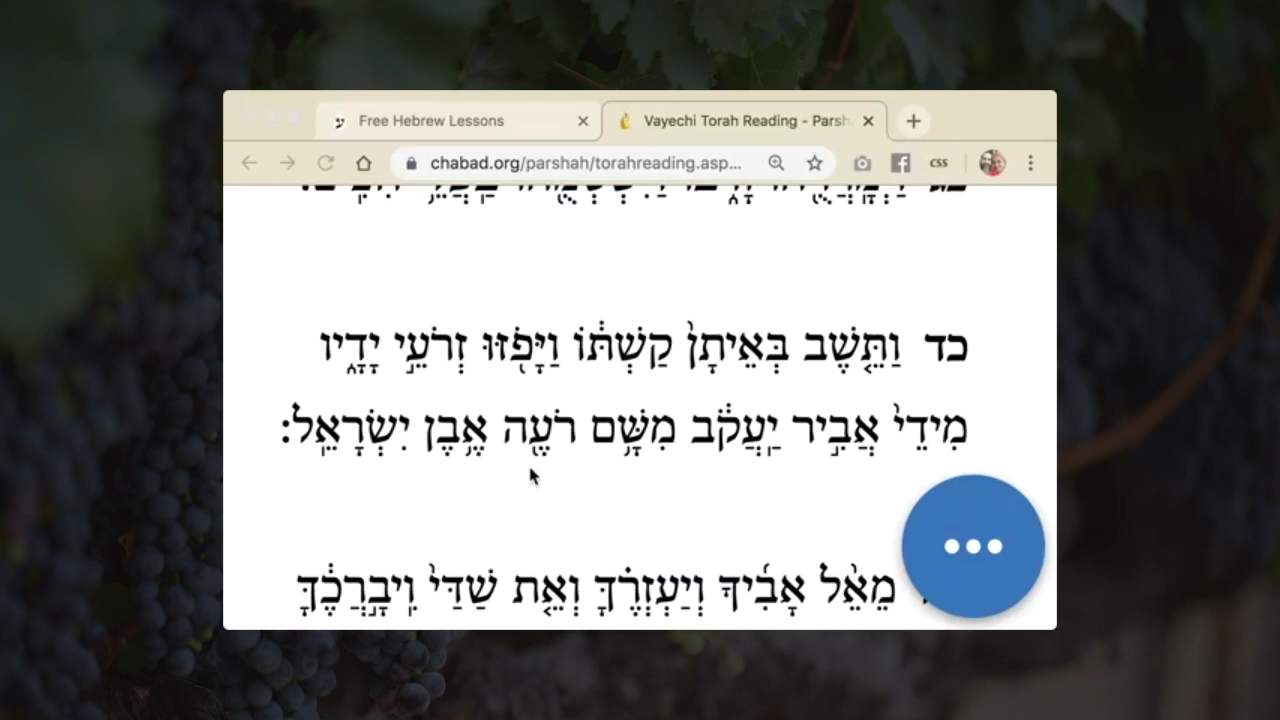 Free Hebrew Lessons
Vayechi Torah Reading - Parsh
chabad.org/parshah/torahreading.asp...
css
כד וַתֵּ֤שֶׁב בְּאֵיתָן֙ קַשְׁתּ֔וֹ וַיָּפֹ֖זּוּ זְרֹעֵ֣י יָדָ֑יו
מִידֵי֙ אֲבִ֣יר יַֽעֲקֹ֔ב מִשָּׁ֥ם רֹעֶ֖ה אֶ֥בֶן יִשְׂרָאֵֽל:
מֵאֵ֨ל אָבִ֜יךָ וְיַעְזְרֶ֗ךָּ וְאֵ֤ת שַׁדַּי֙ וִֽיבָ֣רְכֶ֔ךָּ